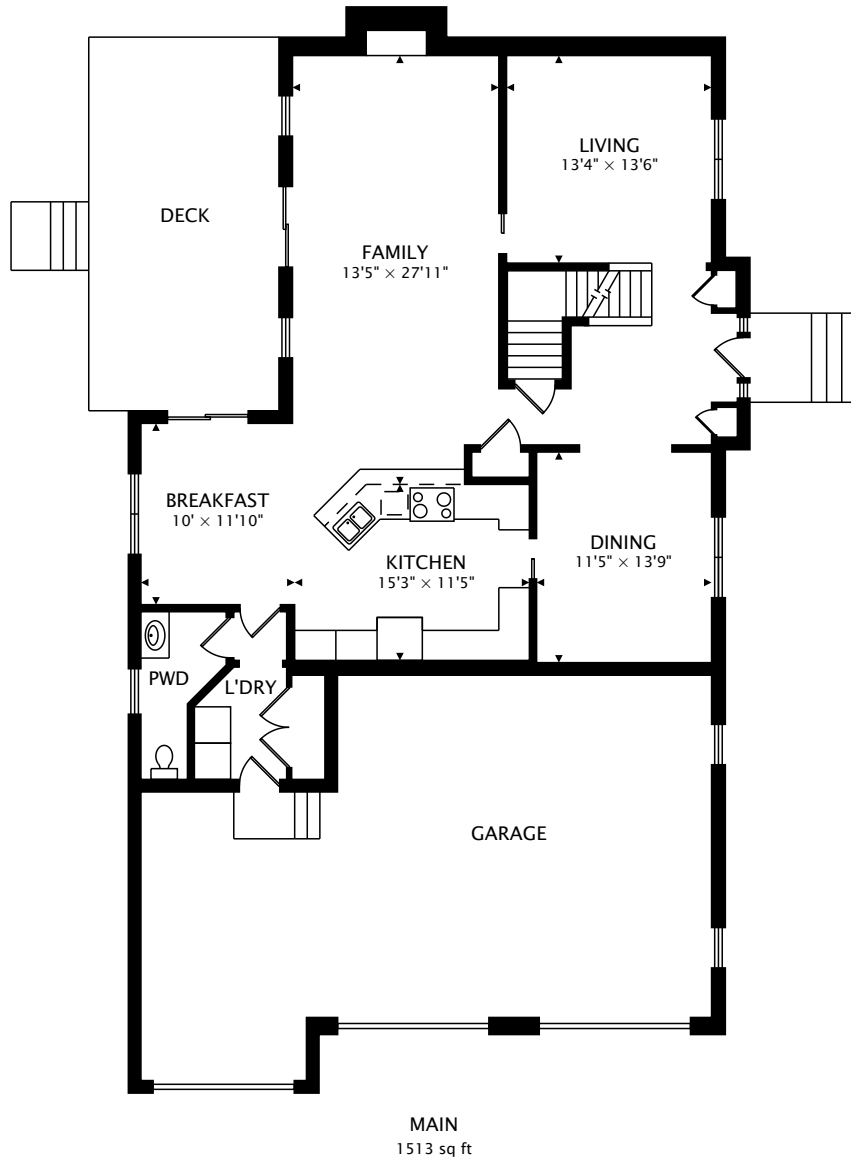 LIVING
13'4" × 13'6"
DECK
FAMILY
13'5" × 27'11"
BREAKFAST
10' × 11'10"
KITCHEN
15'3" × 11'5"
DINING
11'5" × 13'9"
PWD
L'DRY
GARAGE
MAIN
1513 sq ft